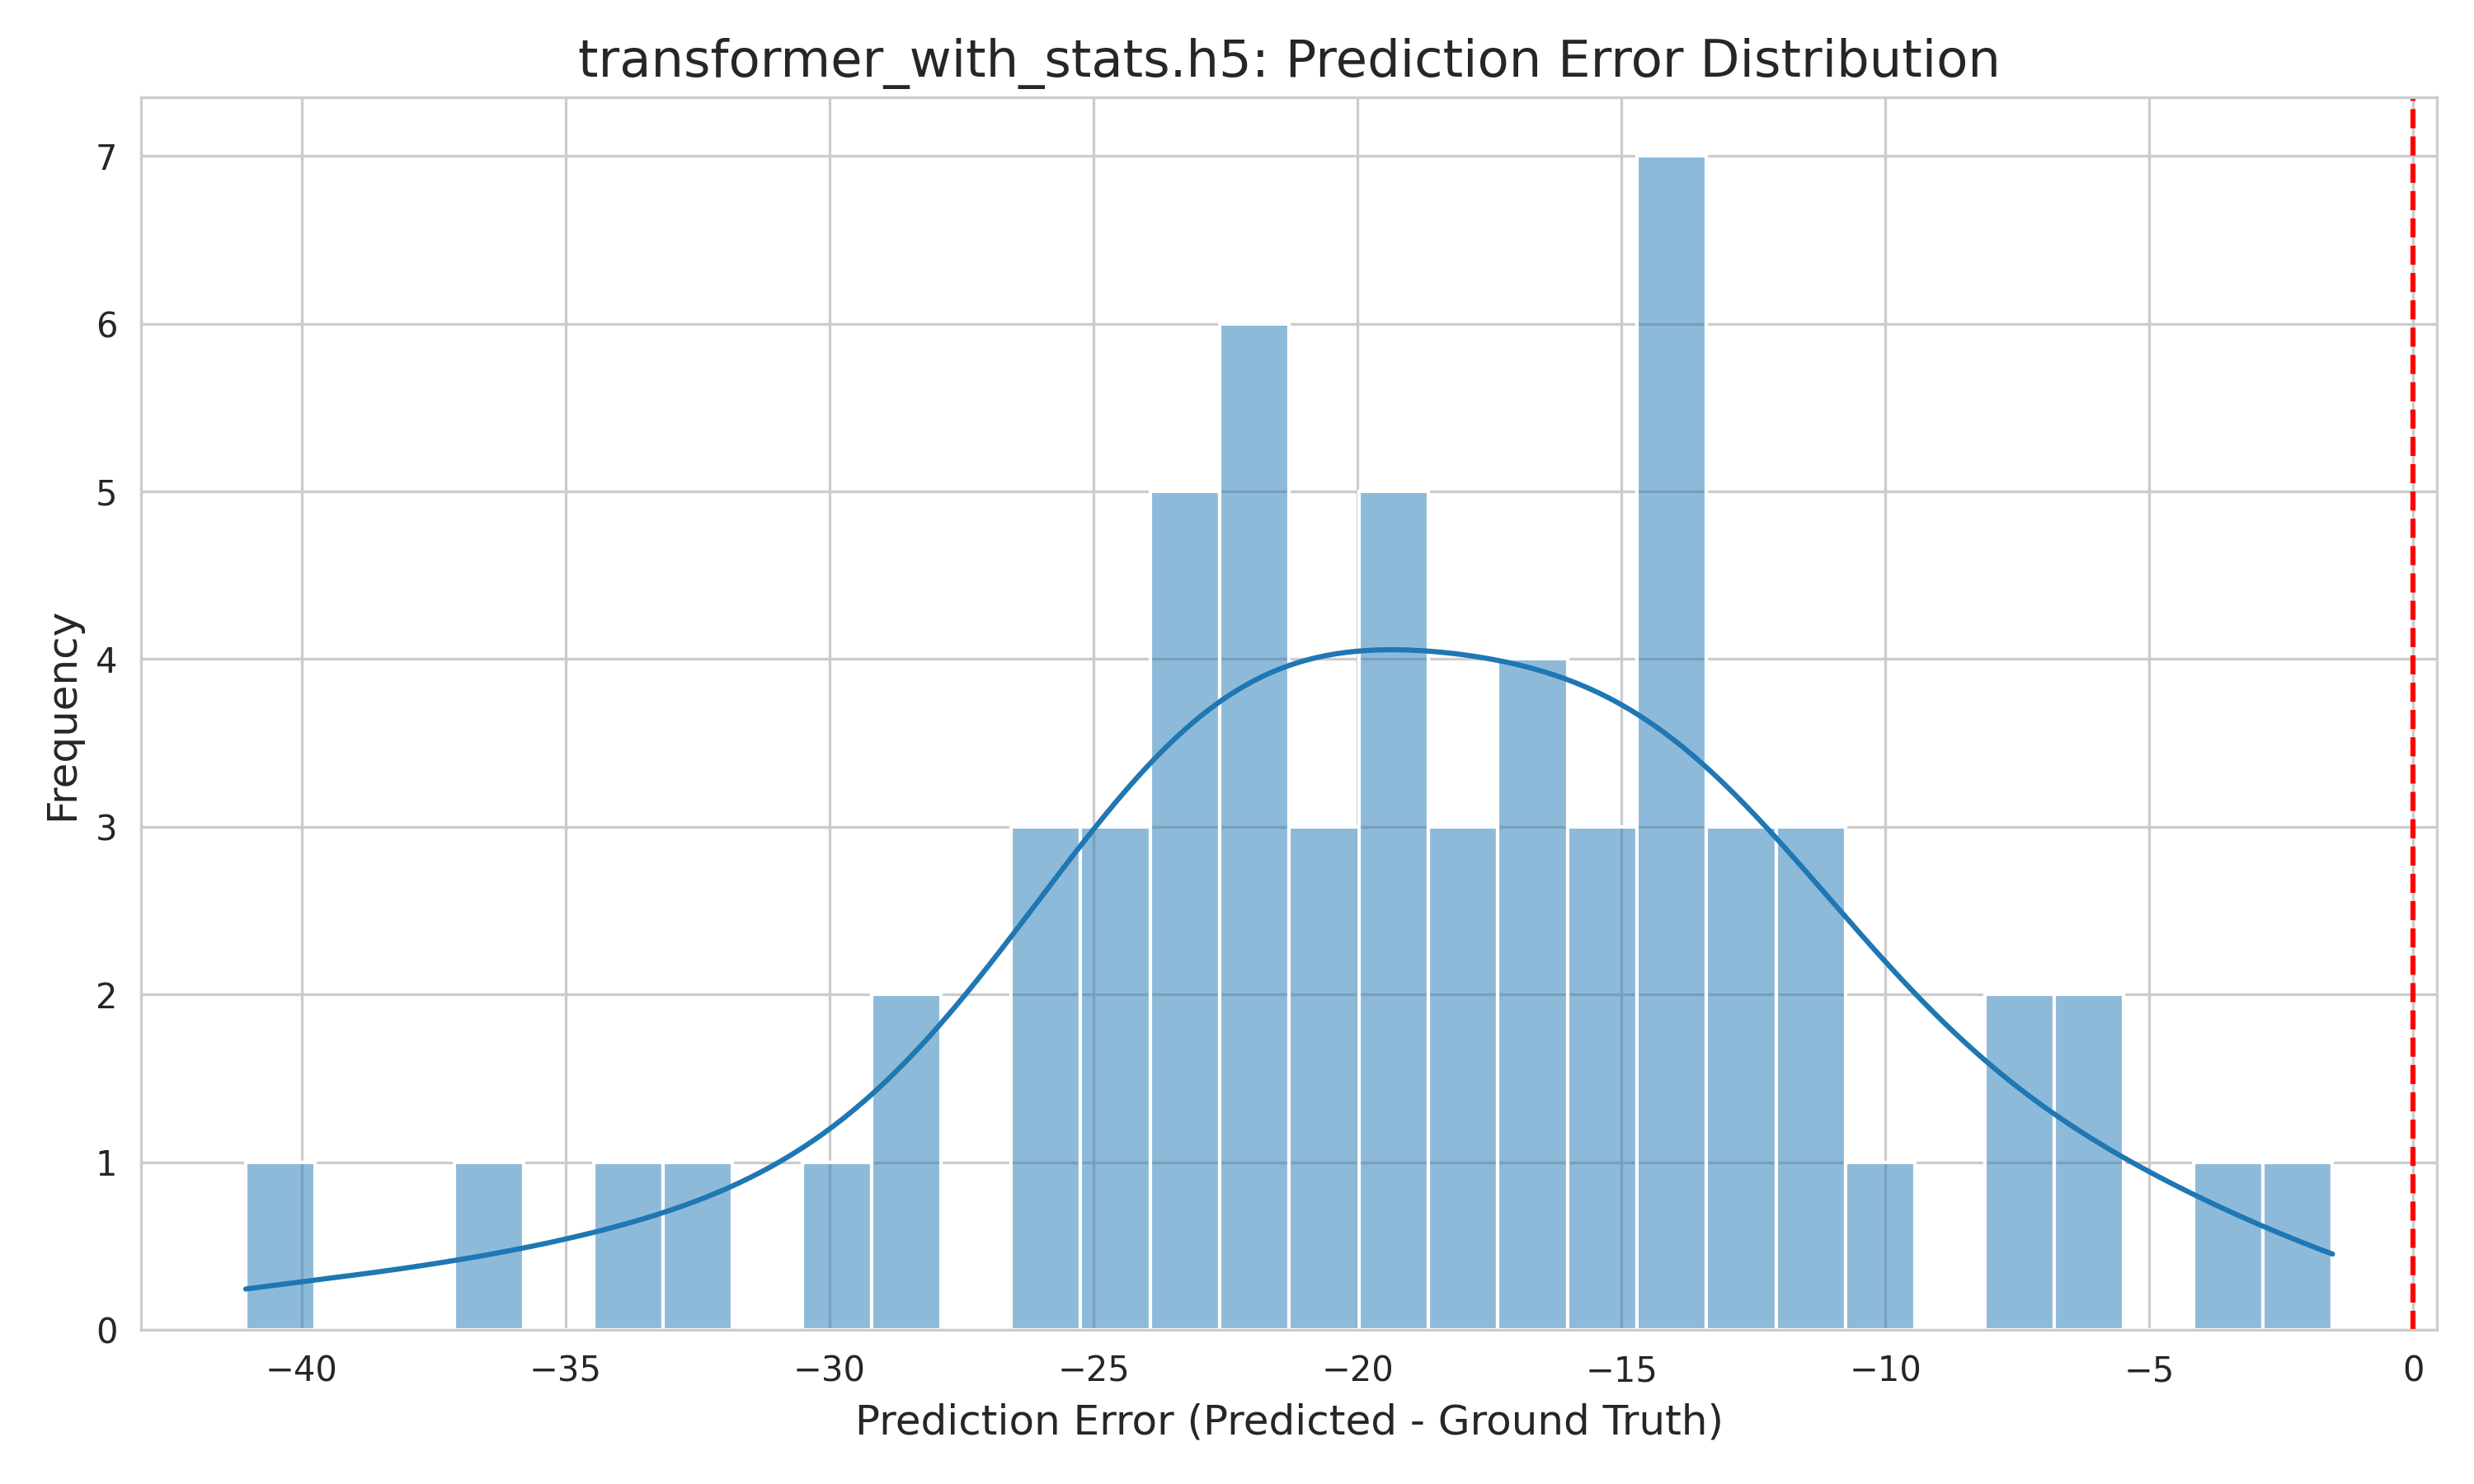 transformer_with_stats.h5: Prediction Error Distribution
Frequency
7
6
5
4
3
2
1
0
−40 −35 −30 −25 −20 −15 −10 −5 0
Prediction Error (Predicted - Ground Truth)